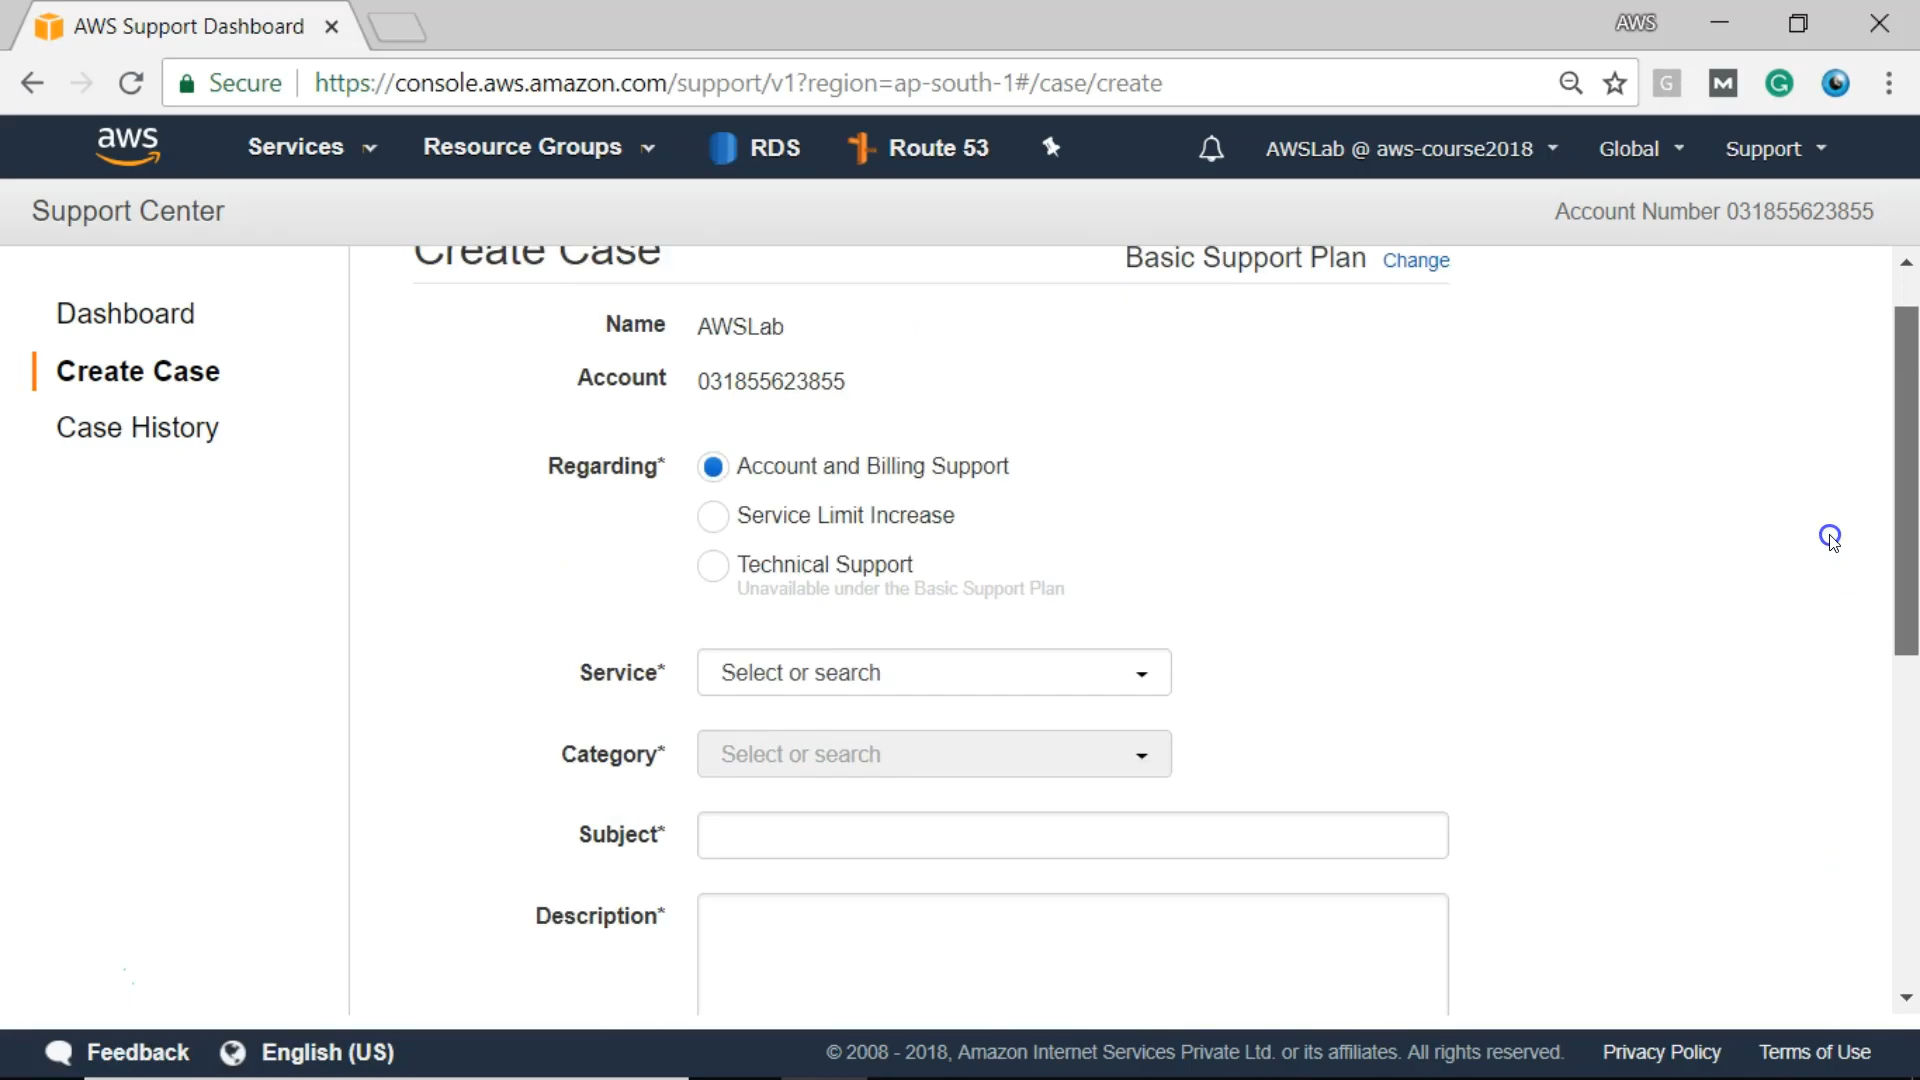 AWS Support Dashboard
AWS
Secure https://console.aws.amazon.com/support/v1?region=ap-south-1#/case/create
G M G
aws Services Resource Groups RDS Route 53 AWSLab @ aws-course2018 Global Support
Support Center Account Number 031855623855
Create Case Basic Support Plan Change
Dashboard
Create Case
Case History
Name AWSLab
Account 031855623855
Regarding* Account and Billing Support
Service Limit Increase
Technical Support
Unavailable under the Basic Support Plan
Service* Select or search
Category* Select or search
Subject*
Description*
Feedback English (US) © 2008 - 2018, Amazon Internet Services Private Ltd. or its affiliates. All rights reserved. Privacy Policy Terms of Use